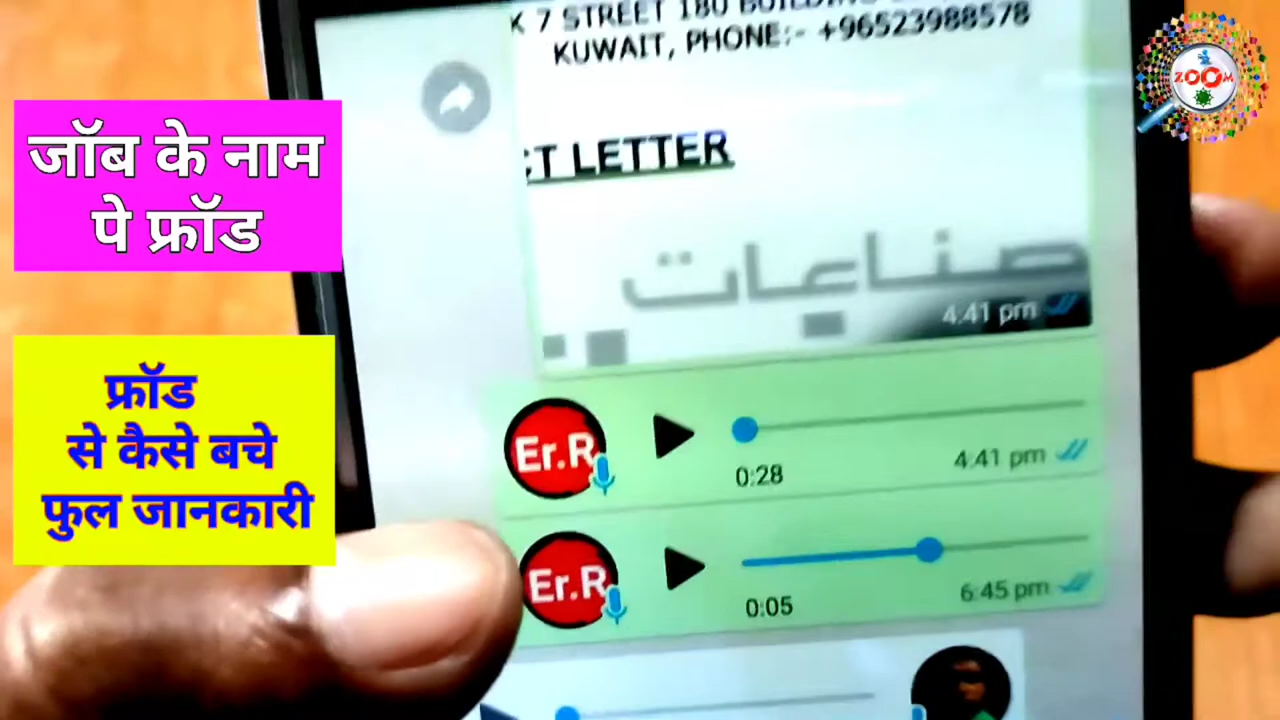 K 7 STREET 180 BUILDING
KUWAIT, PHONE:- +96523988578
ZOOM
जॉब के नाम
पे फ्रॉड
CT LETTER
صناعات
4:41 pm
फ्रॉड
से कैसे बचे
फुल जानकारी
Er.R
0:28
4:41 pm
Er.R
0:05
6:45 pm